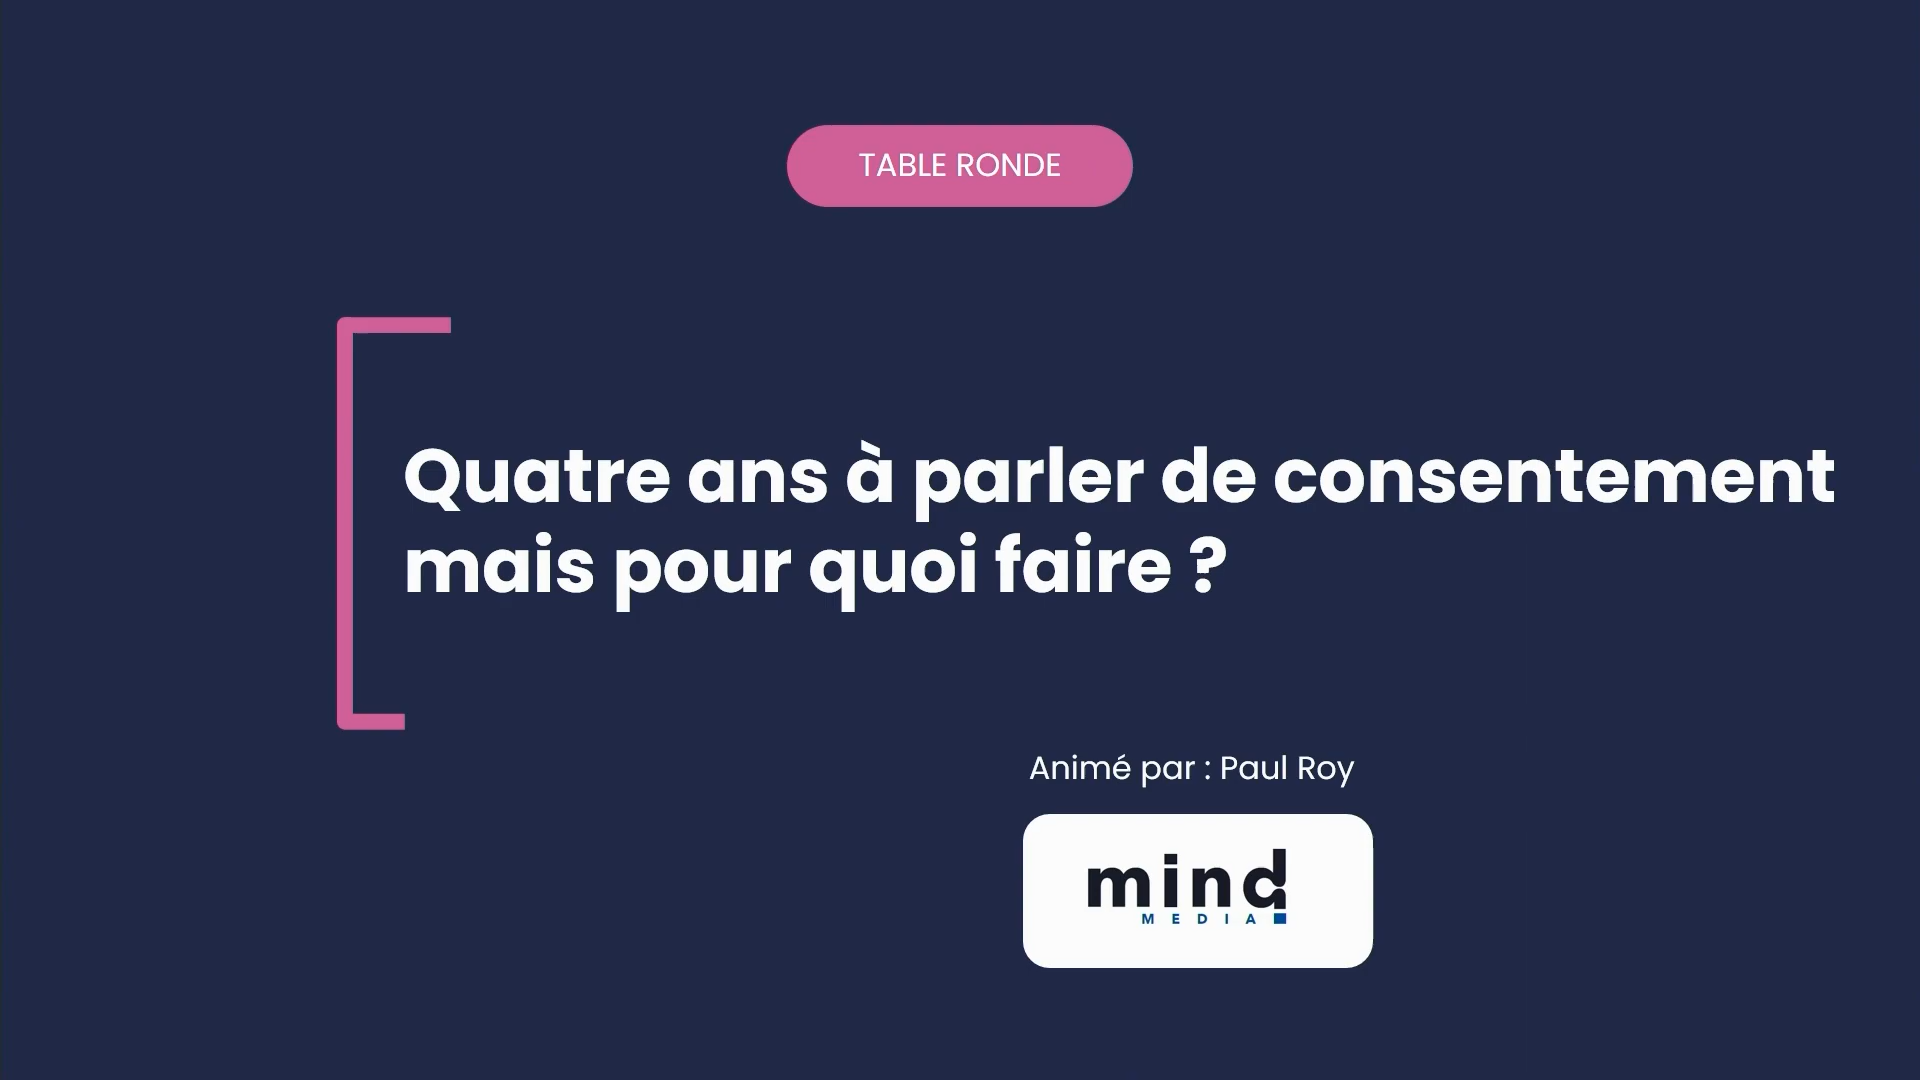 TABLE RONDE
Quatre ans à parler de consentement
mais pour quoi faire ?
Animé par : Paul Roy
mind
MEDIA